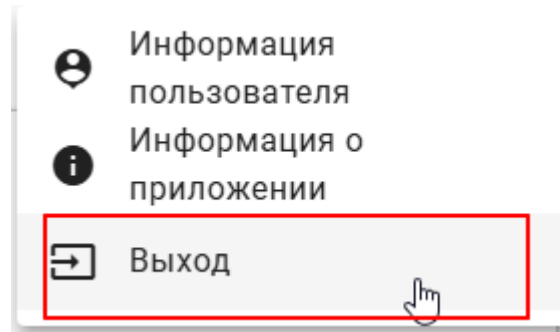 Информация
пользователя
Информация о
приложении
Выход